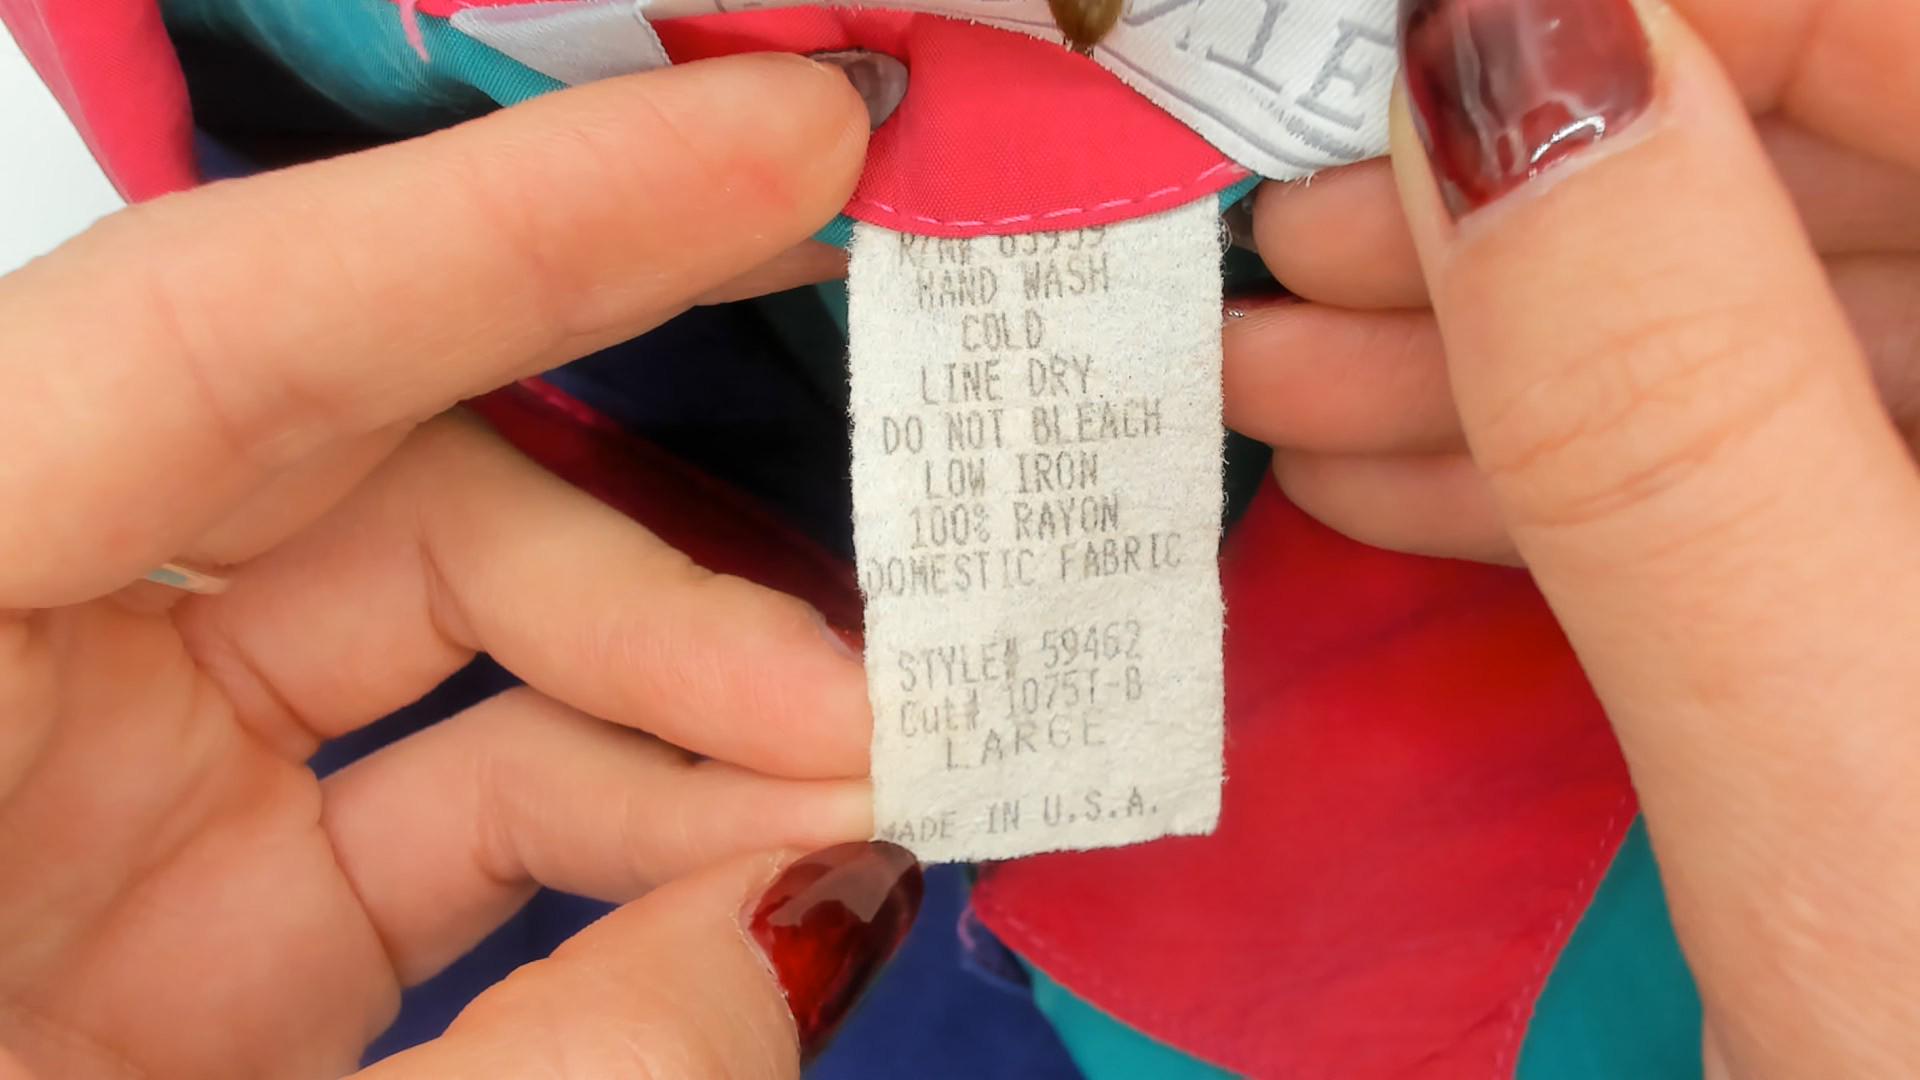 HAND WASH
COLD
LINE DRY
DO NOT BLEACH
LOW IRON
100% RAYON
DOMESTIC FABRIC
STYLE# 59462
Cut# 1075T-B
LARGE
MADE IN U.S.A.